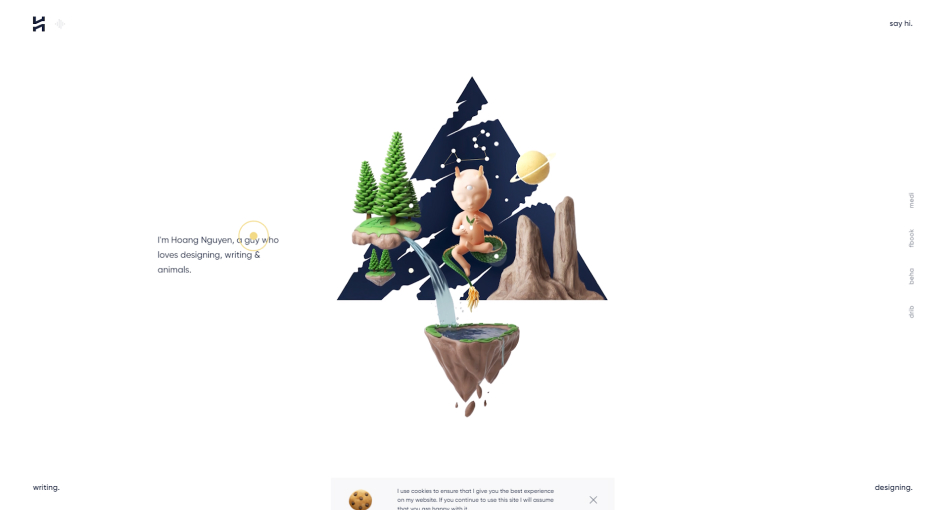 say hi.
I'm Hoang Nguyen, a guy who
loves designing, writing &
animals.
medi
fbook
beha
drib
writing.
designing.
I use cookies to ensure that I give you the best experience
on my website. If you continue to use this site I will assume
that you are happy with it.